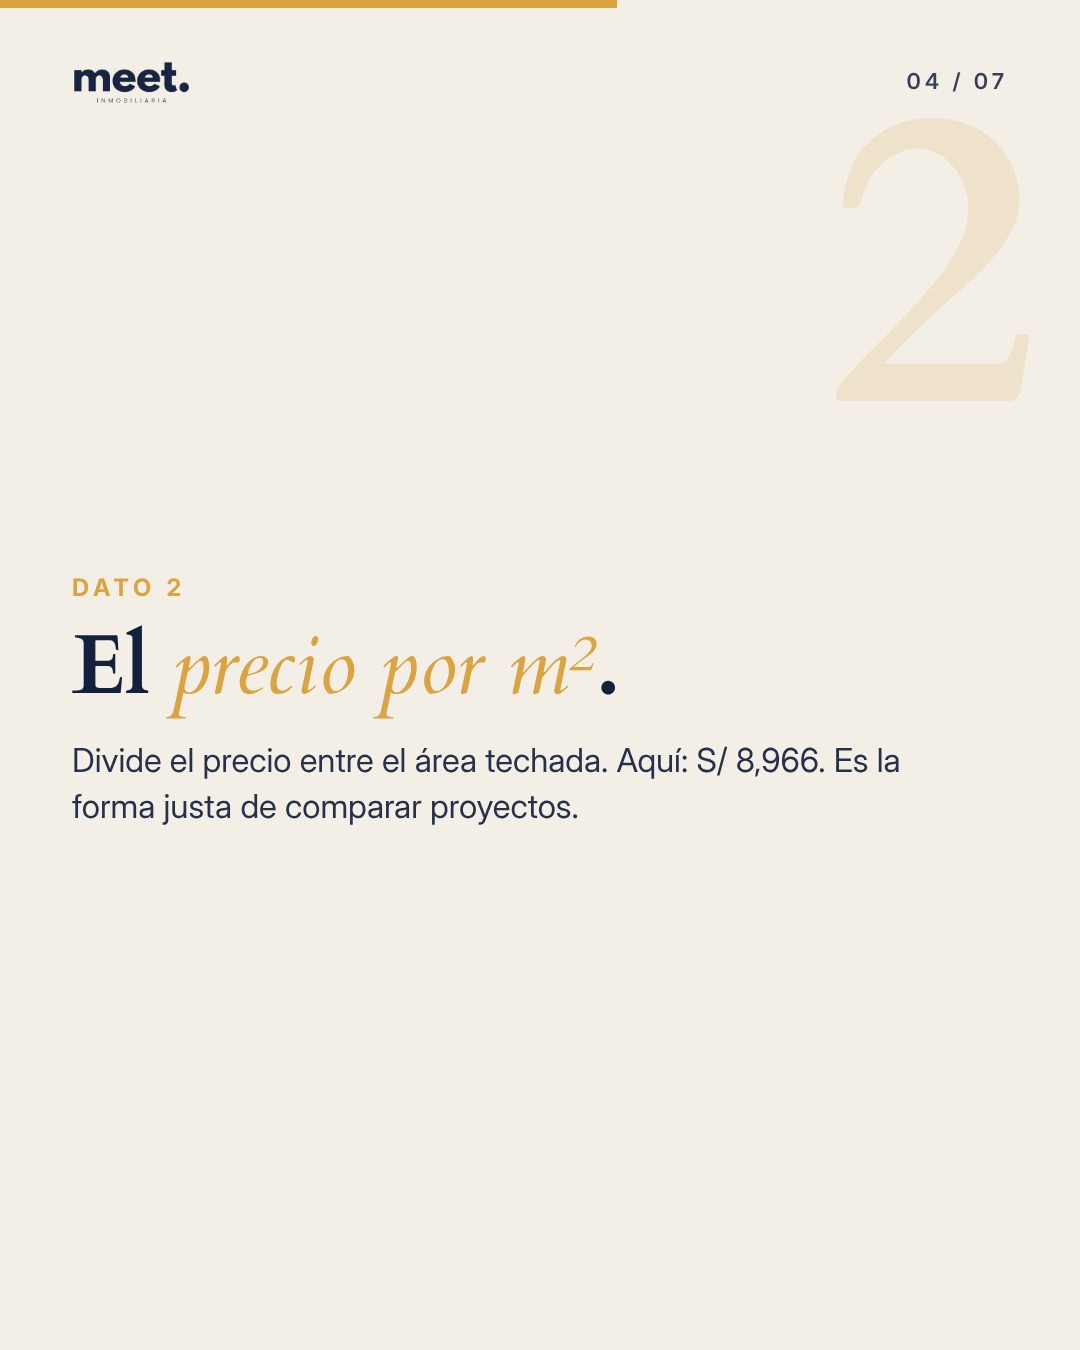 meet.
INMOBILIARIA
04 / 07
2
DATO 2
El precio por m².
Divide el precio entre el área techada. Aquí: S/ 8,966. Es la
forma justa de comparar proyectos.